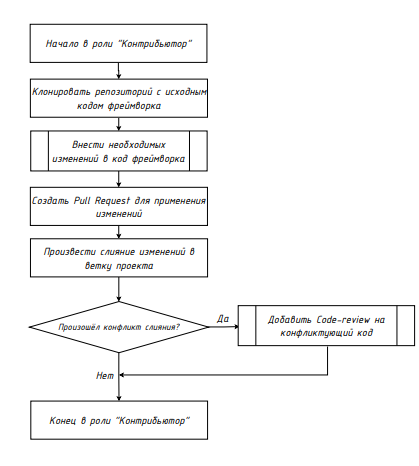 Начало в роли "Контрибьютор"
Клонировать репозиторий с исходным
кодом фреймворка
Внести необходимых
изменений в код фреймворка
Создать Pull Request для применения
изменений
Произвести слияние изменений в
ветку проекта
Произошёл конфликт слияния?
Да
Добавить Code-review на
конфликтующий код
Нет
Конец в роли "Контрибьютор"